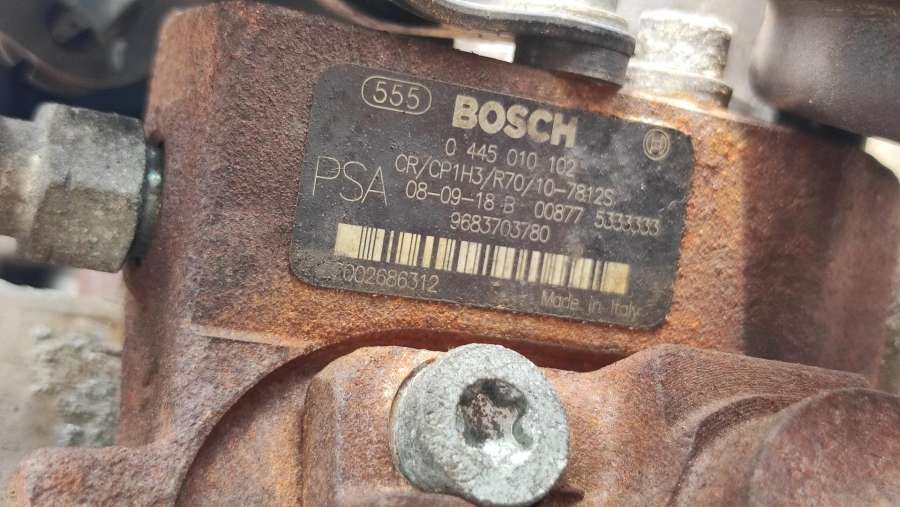 555 BOSCH
0 445 010 102
CR/CP1H3/R70/10-7812S
PSA
08-09-18 B 00877 5333333
9683703780
002686312
Made in Italy